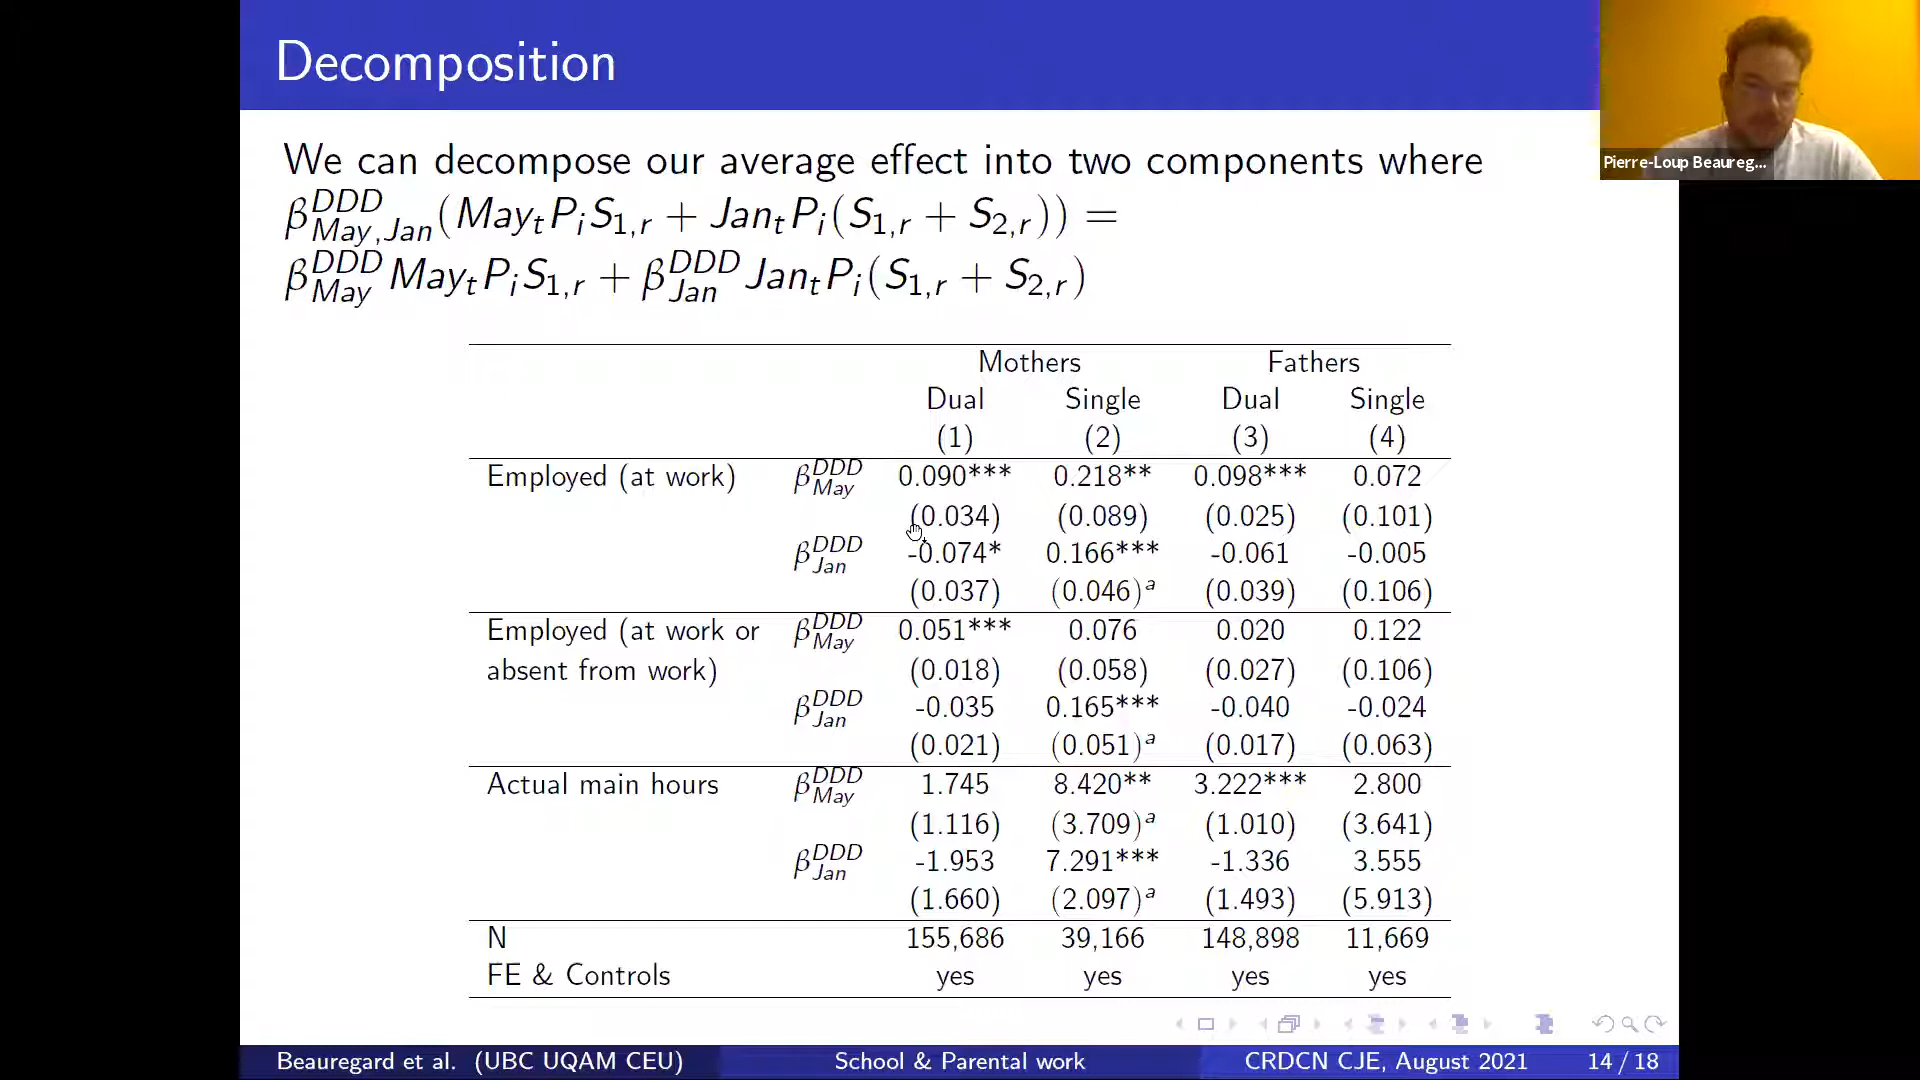 Decomposition
Pierre-Loup Beaureg...
We can decompose our average effect into two components where
β^{DDD}_{May,Jan}(May_t P_i S_{1,r} + Jan_t P_i(S_{1,r} + S_{2,r})) =
β^{DDD}_{May} May_t P_i S_{1,r} + β^{DDD}_{Jan} Jan_t P_i(S_{1,r} + S_{2,r})
Mothers Fathers
Dual Single Dual Single
(1) (2) (3) (4)
Employed (at work) β^{DDD}_{May} 0.090*** 0.218** 0.098*** 0.072
(0.034) (0.089) (0.025) (0.101)
β^{DDD}_{Jan} -0.074* 0.166*** -0.061 -0.005
(0.037) (0.046)^a (0.039) (0.106)
Employed (at work or β^{DDD}_{May} 0.051*** 0.076 0.020 0.122
absent from work) (0.018) (0.058) (0.027) (0.106)
β^{DDD}_{Jan} -0.035 0.165*** -0.040 -0.024
(0.021) (0.051)^a (0.017) (0.063)
Actual main hours β^{DDD}_{May} 1.745 8.420** 3.222*** 2.800
(1.116) (3.709)^a (1.010) (3.641)
β^{DDD}_{Jan} -1.953 7.291*** -1.336 3.555
(1.660) (2.097)^a (1.493) (5.913)
N 155,686 39,166 148,898 11,669
FE & Controls yes yes yes yes
Beauregard et al. (UBC UQAM CEU) School & Parental work CRDCN CJE, August 2021 14 / 18